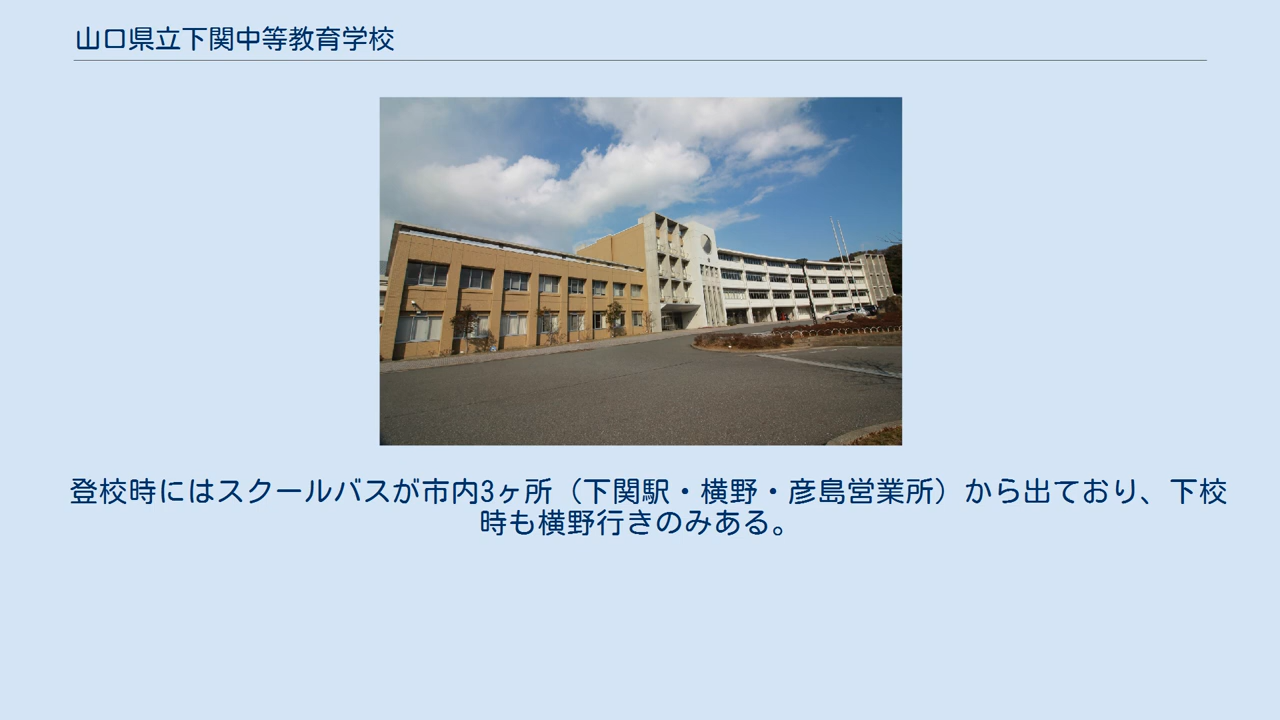 山口県立下関中等教育学校
登校時にはスクールバスが市内3ヶ所（下関駅・横野・彦島営業所）から出ており、下校
時も横野行きのみある。